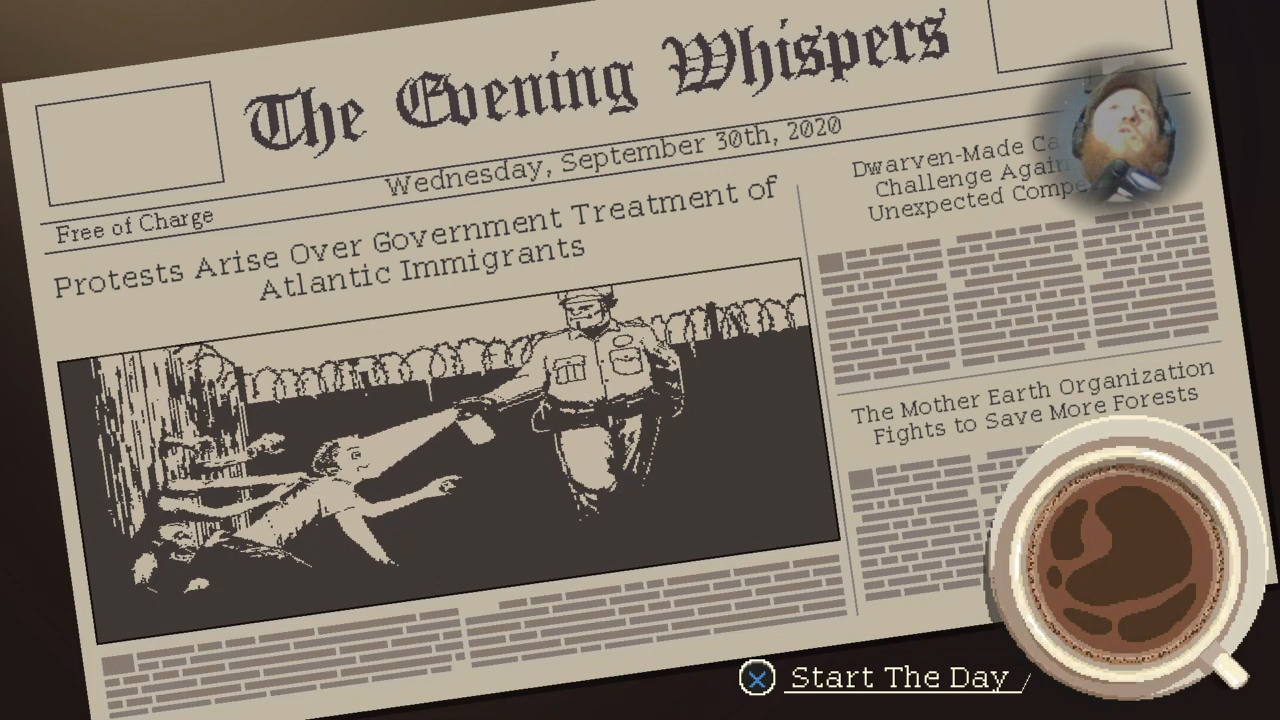 The Evening Whispers
Wednesday, September 30th, 2020
Free of Charge
Protests Arise Over Government Treatment of
Atlantic Immigrants
Dwarven-Made
Challenge
Unexpected
The Mother Earth Organization
Fights to Save More Forests
Start The Day